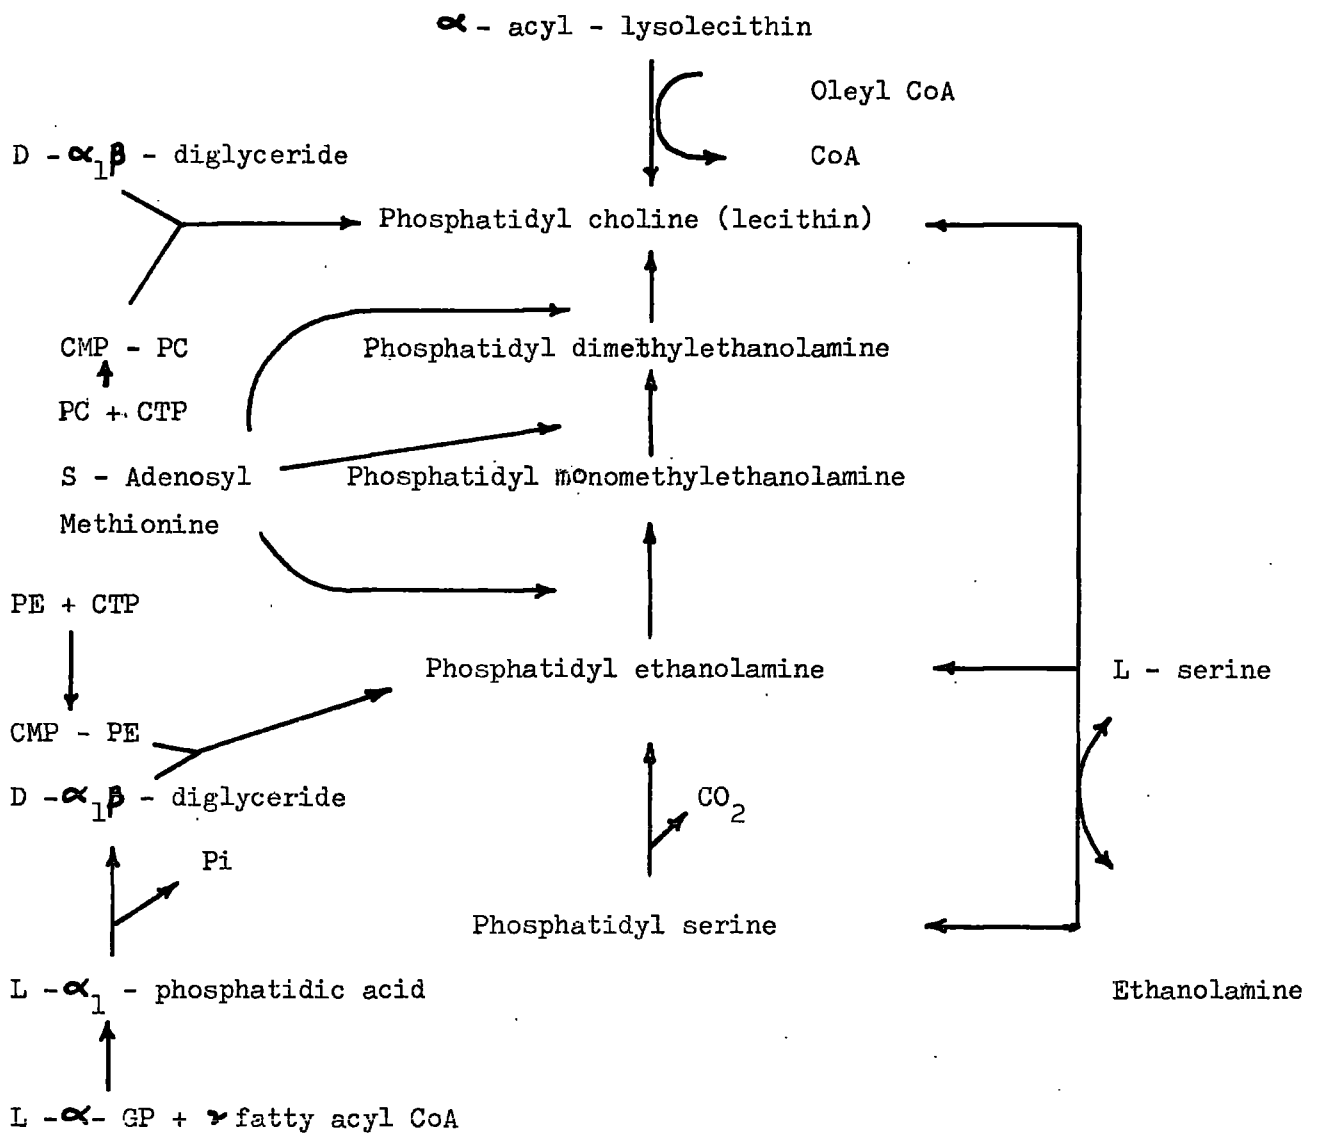 α - acyl - lysolecithin
Oleyl CoA
D - α₁β - diglyceride
CoA
Phosphatidyl choline (lecithin)
CMP - PC
Phosphatidyl dimethylethanolamine
PC + CTP
S - Adenosyl
Phosphatidyl monomethylethanolamine
Methionine
PE + CTP
Phosphatidyl ethanolamine
L - serine
CMP - PE
D - α₁β - diglyceride
CO₂
Pi
Phosphatidyl serine
L - α₁ - phosphatidic acid
Ethanolamine
L - α - GP + 2 fatty acyl CoA